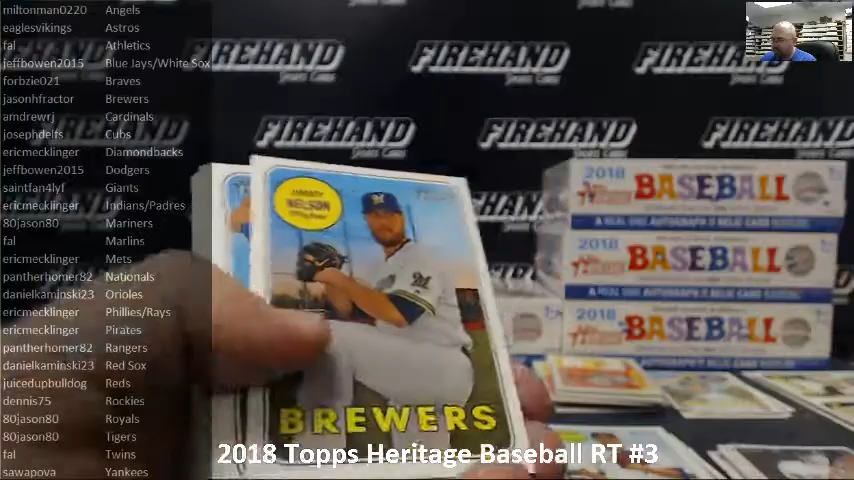 miltonman0220 Angels
eaglesvikings Astros
fal Athletics
jeffbowen2015 Blue Jays/White Sox
forbzie021 Braves
jasonhfractor Brewers
arndrewrj Cardinals
josephdelfs Cubs
ericmecklinger Diamondbacks
jeffbowen2015 Dodgers
saintfan4lyf Giants
ericmecklinger Indians/Padres
80jason80 Mariners
fal Marlins
ericmecklinger Mets
pantherhomer82 Nationals
danielkaminski23 Orioles
ericmecklinger Phillies/Rays
ericmecklinger Pirates
pantherhomer82 Rangers
danielkaminski23 Red Sox
juicedupbulldog Reds
dennis75 Rockies
80jason80 Royals
80jason80 Tigers
fal Twins
sawapova Yankees
FIREHAND
FIREHAND
FIREHAND
FIREHAND
FIREHAND
FIREHAND
NELSON
M
BREWERS
2018
BASEBALL
2018
BASEBALL
2018
BASEBALL
2018 Topps Heritage Baseball RT #3